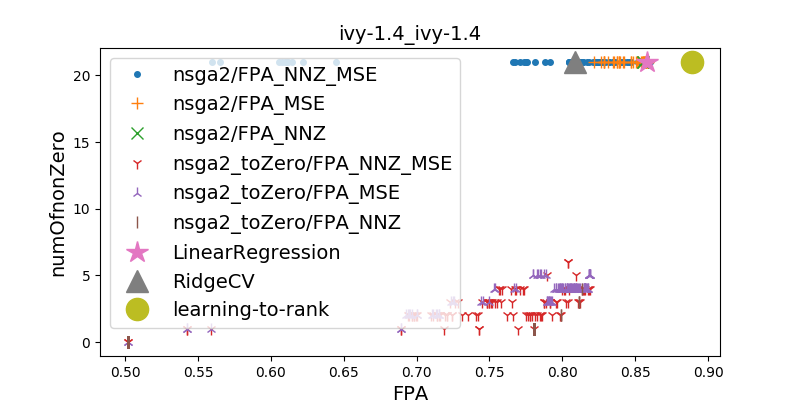 ivy-1.4_ivy-1.4
numOfnonZero
20
15
10
5
0
nsga2/FPA_NNZ_MSE
nsga2/FPA_MSE
nsga2/FPA_NNZ
nsga2_toZero/FPA_NNZ_MSE
nsga2_toZero/FPA_MSE
nsga2_toZero/FPA_NNZ
LinearRegression
RidgeCV
learning-to-rank
0.50 0.55 0.60 0.65 0.70 0.75 0.80 0.85 0.90
FPA